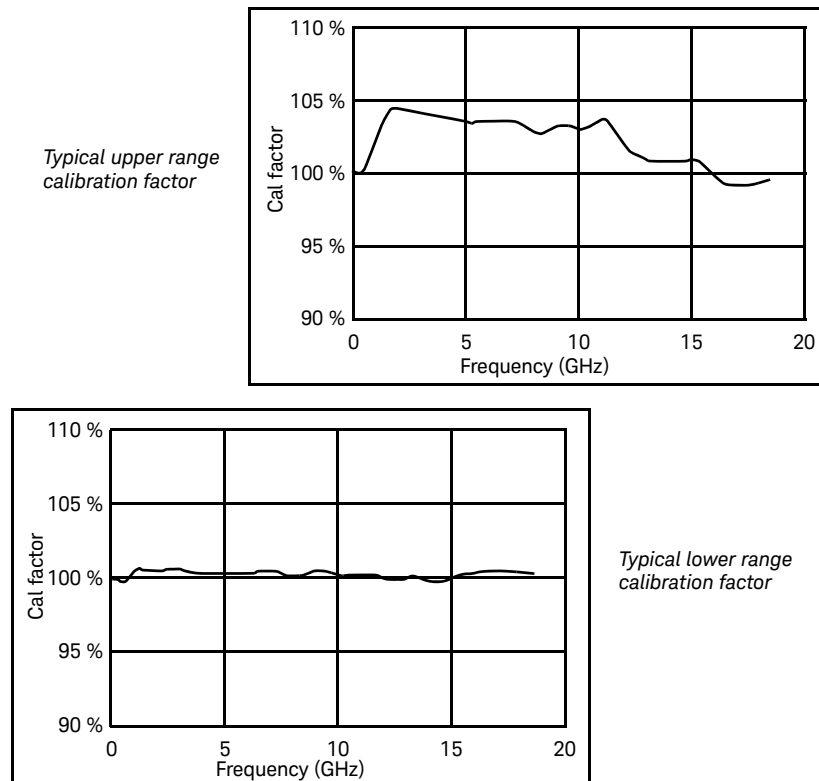 Typical upper range
calibration factor
110 %
105 %
100 %
95 %
90 %
Cal factor
0 5 10 15 20
Frequency (GHz)
110 %
105 %
100 %
95 %
90 %
Cal factor
0 5 10 15 20
Frequency (GHz)
Typical lower range
calibration factor